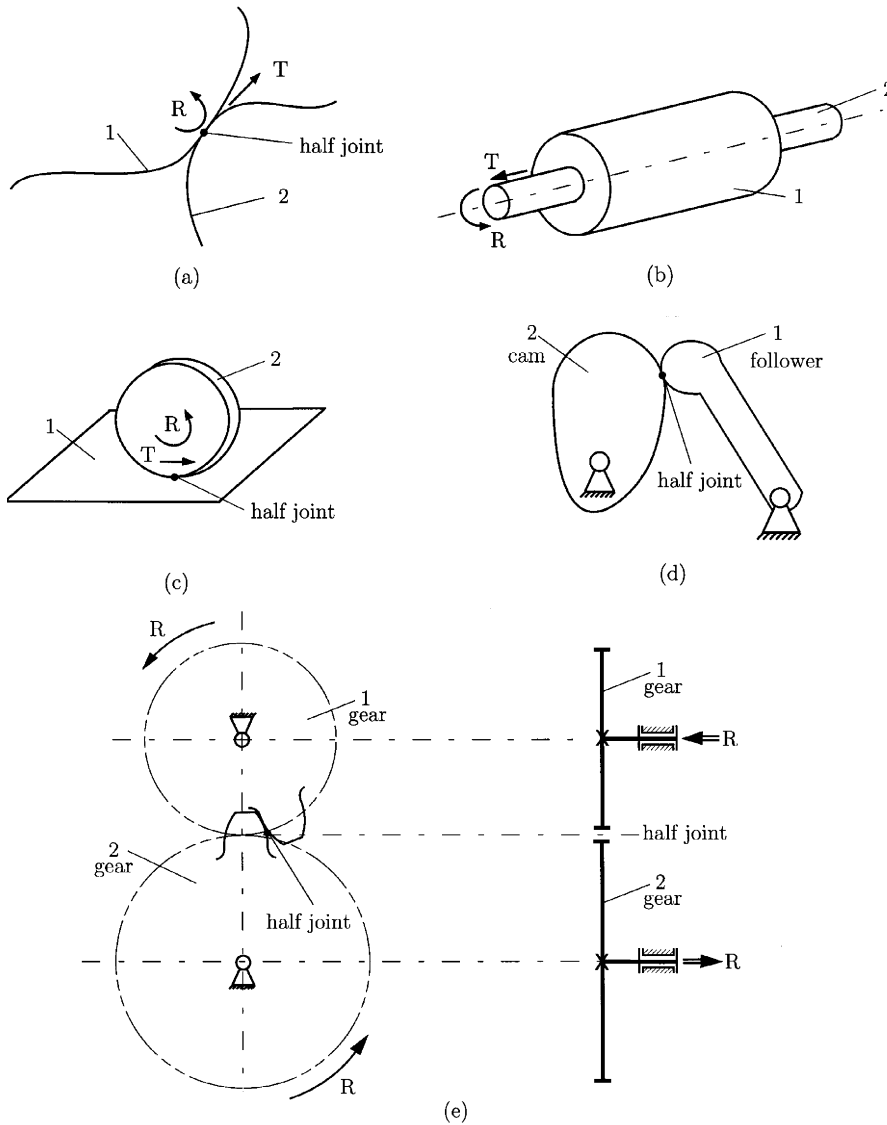 T
R
1
half joint
2
(a)
2
T
1
R
(b)
2
1
R
T
half joint
(c)
2
cam
1
follower
half joint
(d)
R
1
gear
2
gear
half joint
R
1
gear
R
half joint
2
gear
R
(e)